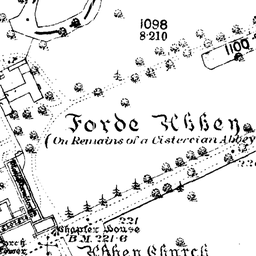 1098
8·210
1100
Forde Abbey
(On Remains of a Cistercian Abbey
221
Chapter House
B.M. 221·6
Abbey Church